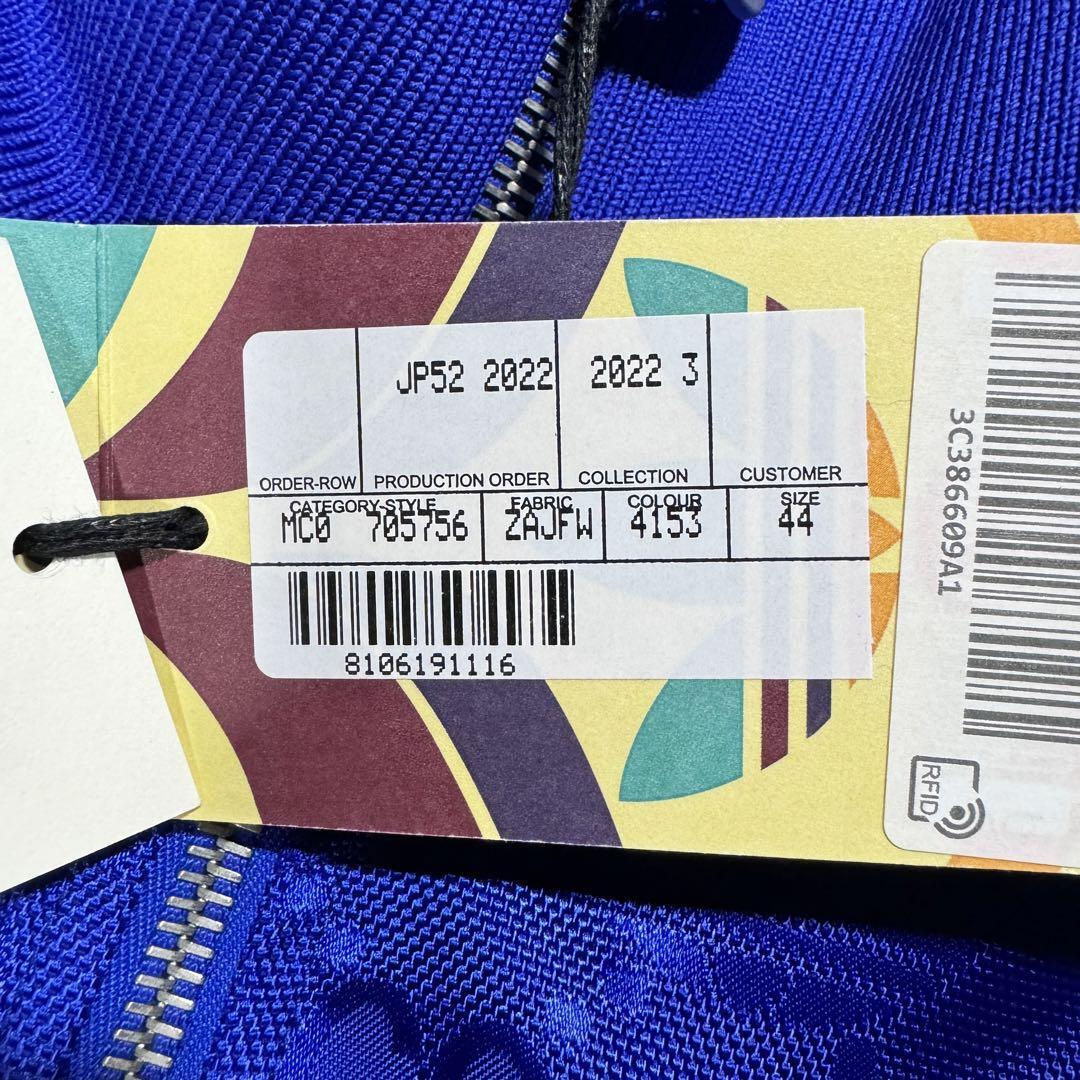 JP52 2022 2022 3
ORDER-ROW PRODUCTION ORDER COLLECTION CUSTOMER
CATEGORY-STYLE FABRIC COLOUR SIZE
MC0 705756 ZAJFW 4153 44
8106191116
3C386609A1
RFID